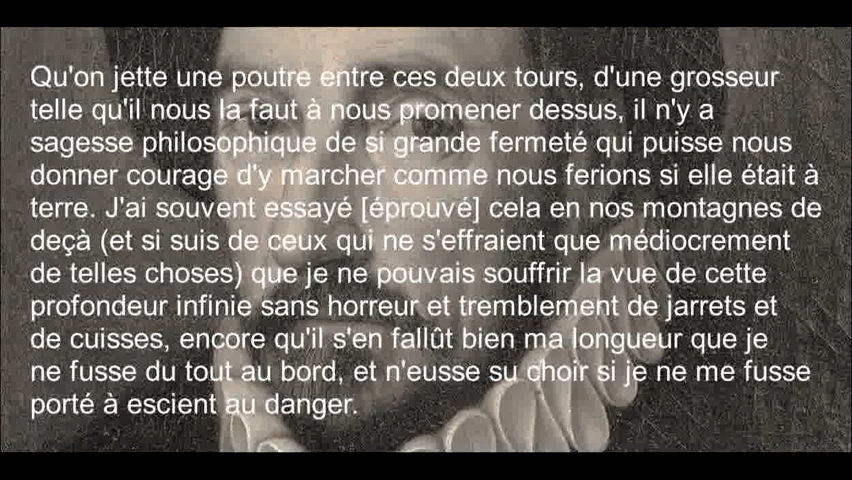 Qu'on jette une poutre entre ces deux tours, d'une grosseur
telle qu'il nous la faut à nous promener dessus, il n'y a
sagesse philosophique de si grande fermeté qui puisse nous
donner courage d'y marcher comme nous ferions si elle était à
terre. J'ai souvent essayé [éprouvé] cela en nos montagnes de
deçà (et si suis de ceux qui ne s'effraient que médiocrement
de telles choses) que je ne pouvais souffrir la vue de cette
profondeur infinie sans horreur et tremblement de jarrets et
de cuisses, encore qu'il s'en fallût bien ma longueur que je
ne fusse du tout au bord, et n'eusse su choir si je ne me fusse
porté à escient au danger.